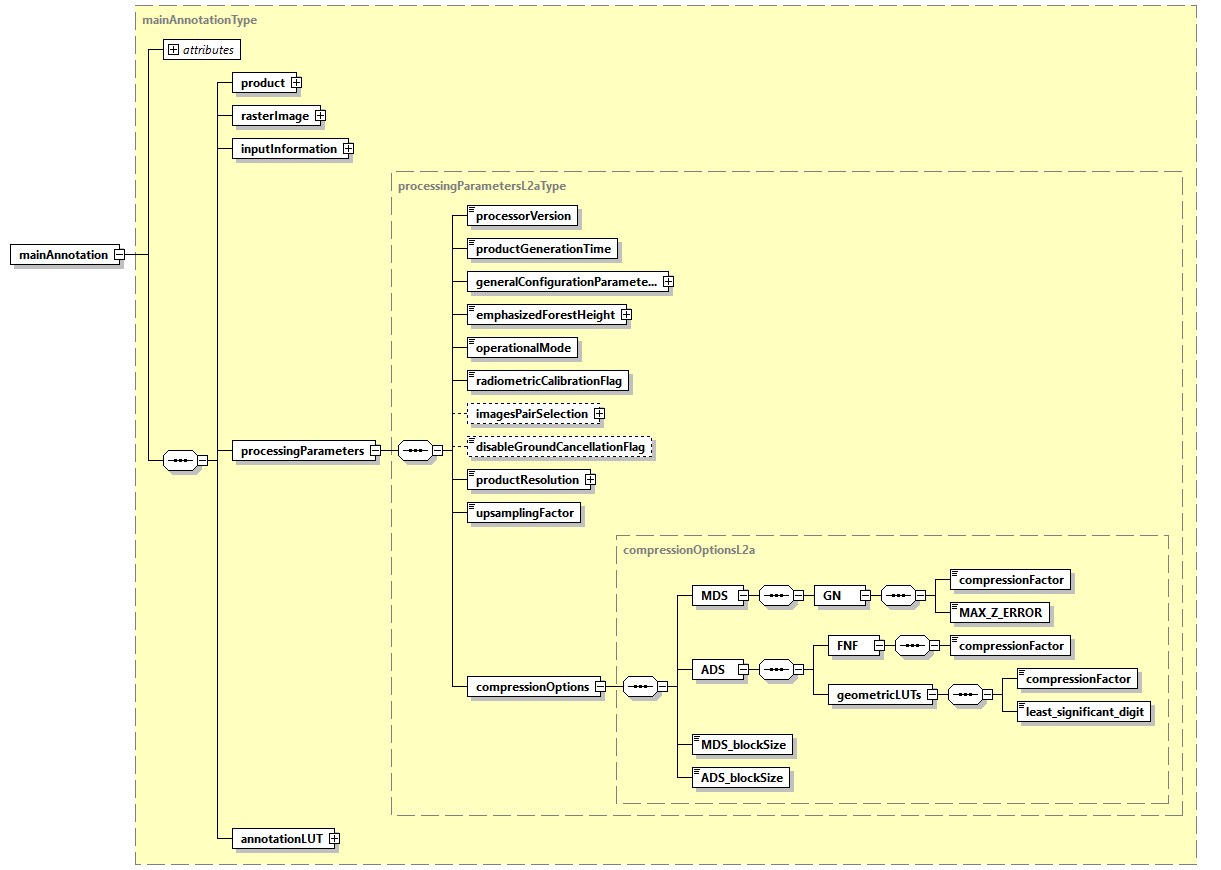 mainAnnotationType
attributes
product
rasterImage
inputInformation
processingParametersL2aType
processorVersion
productGenerationTime
mainAnnotation
generalConfigurationParamete...
emphasizedForestHeight
operationalMode
radiometricCalibrationFlag
imagesPairSelection
disableGroundCancellationFlag
processingParameters
productResolution
upsamplingFactor
compressionOptionsL2a
compressionFactor
MDS
GN
MAX_Z_ERROR
FNF
compressionFactor
ADS
compressionFactor
compressionOptions
geometricLUTs
least_significant_digit
MDS_blockSize
ADS_blockSize
annotationLUT